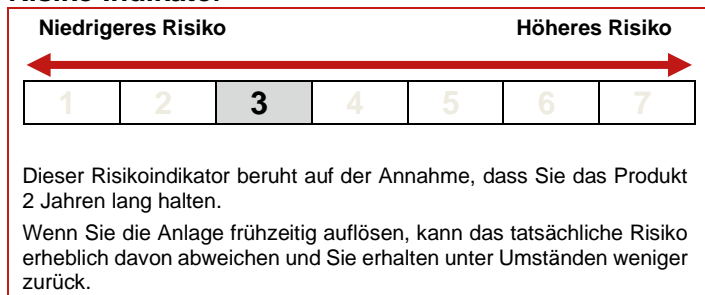 Niedrigeres Risiko Höheres Risiko
1 2 3 4 5 6 7
Dieser Risikoindikator beruht auf der Annahme, dass Sie das Produkt
2 Jahren lang halten.
Wenn Sie die Anlage frühzeitig auflösen, kann das tatsächliche Risiko
erheblich davon abweichen und Sie erhalten unter Umständen weniger
zurück.